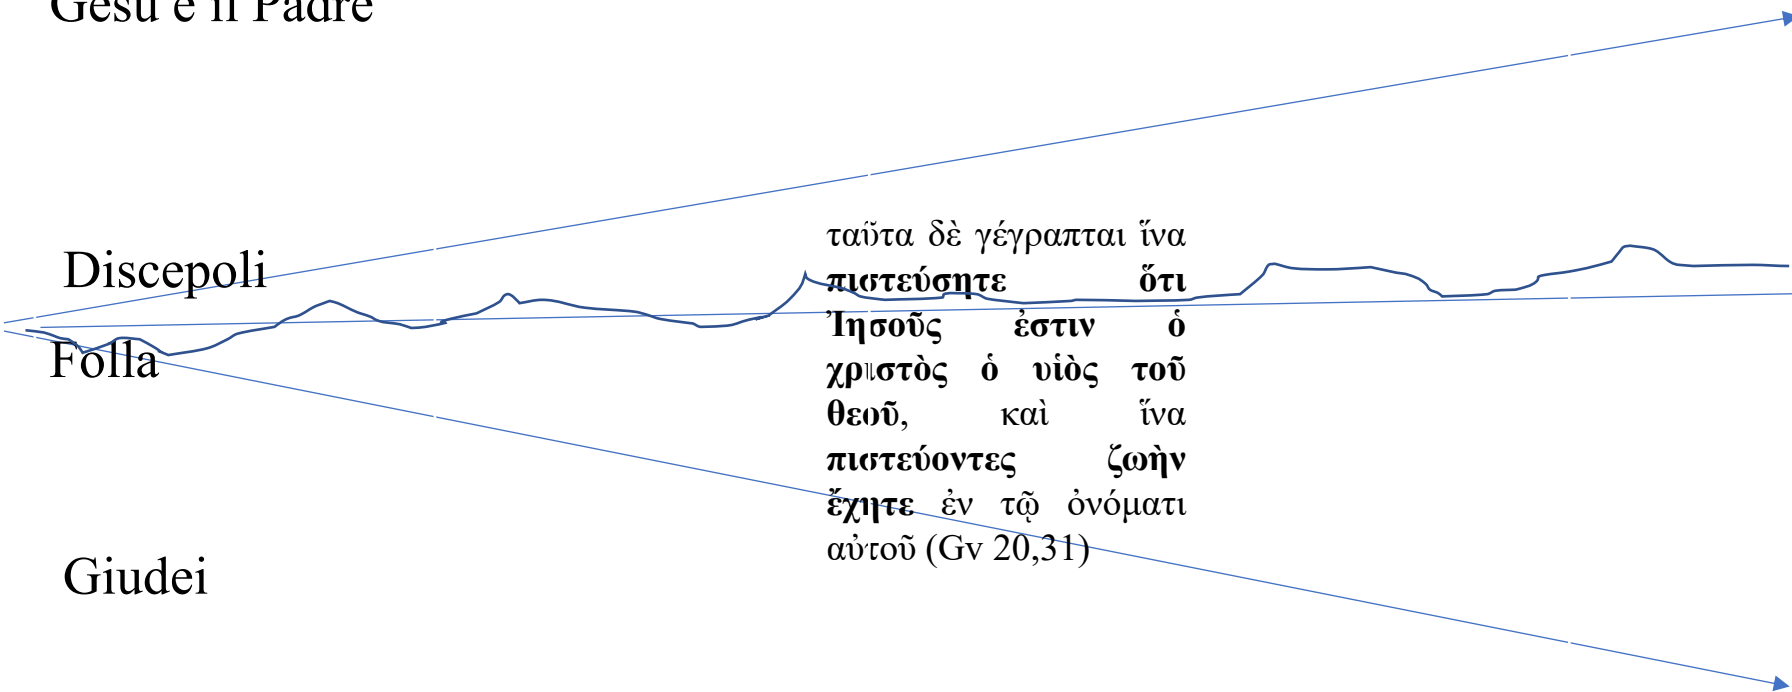 Gesù e il Padre
Discepoli
Folla
Giudei
ταῦτα δὲ γέγραπται ἵνα
πιστεύσητε ὅτι
Ἰησοῦς ἐστιν ὁ
χριστὸς ὁ υἱὸς τοῦ
θεοῦ, καὶ ἵνα
πιστεύοντες ζωὴν
ἔχητε ἐν τῷ ὀνόματι
αὐτοῦ (Gv 20,31)